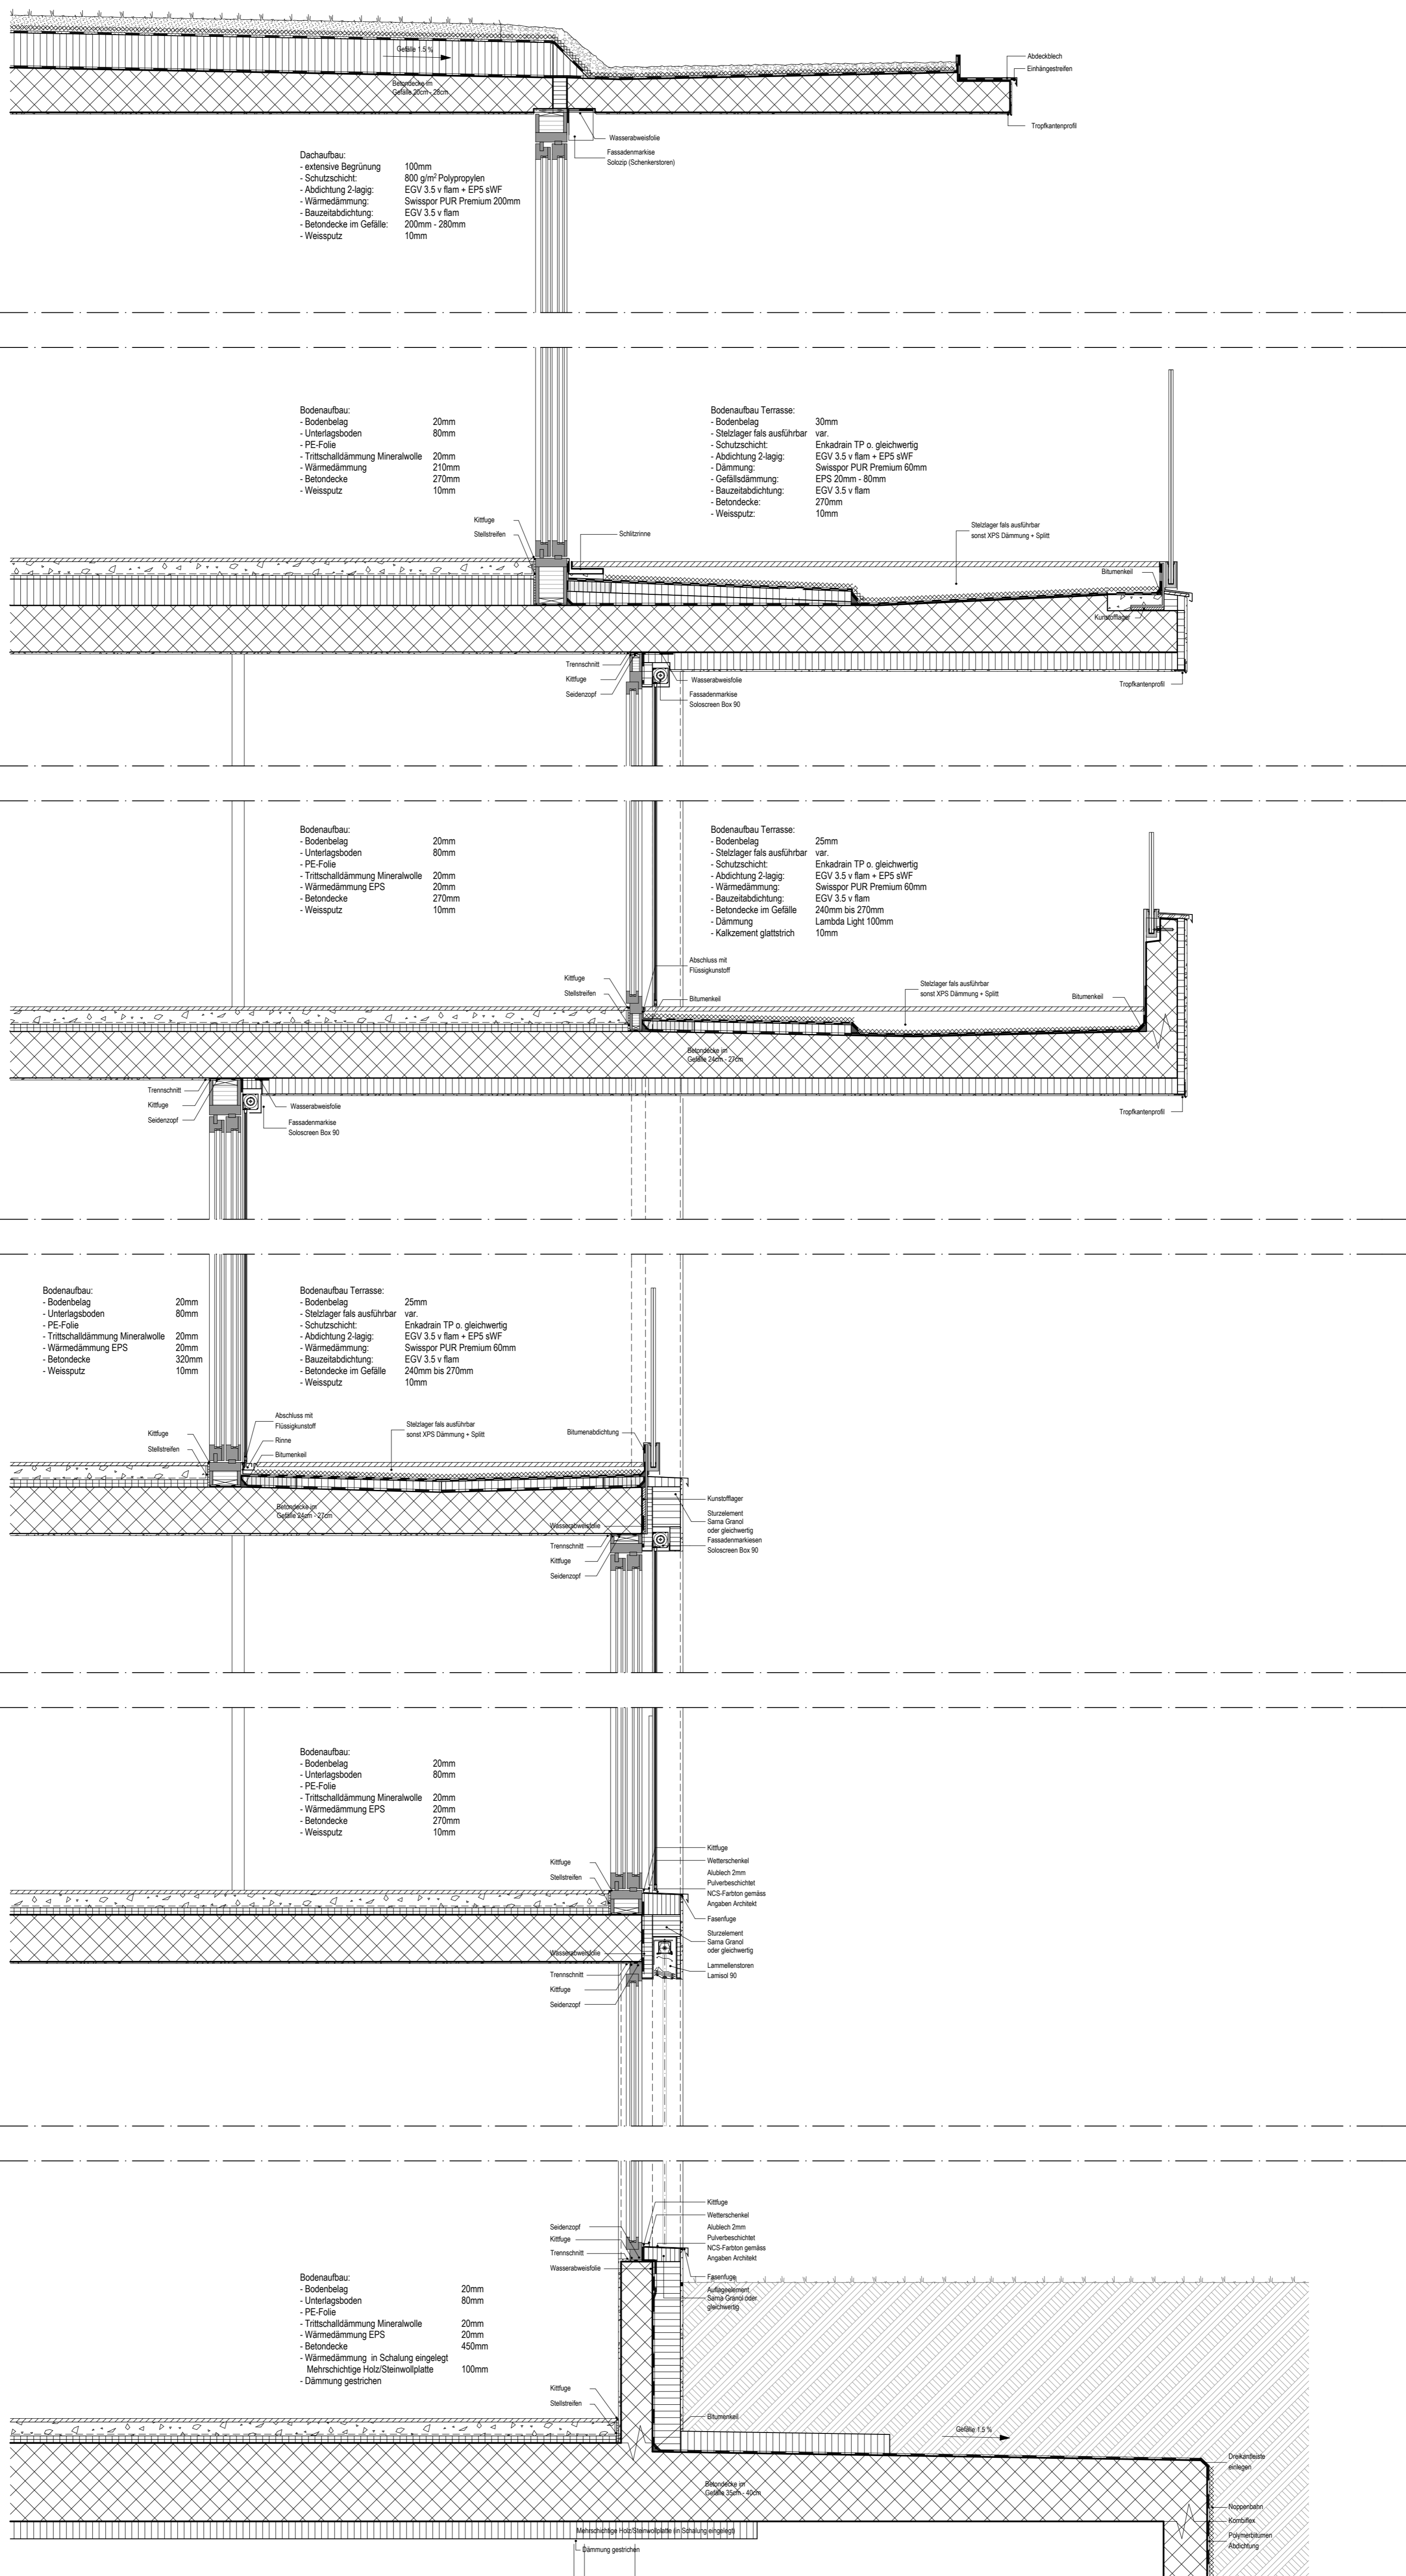 Gefälle 1.5 %
Betondecke im
Gefälle 20cm - 28cm
Abdeckblech
Einhängestreifen
Tropfkantenprofil
Wasserabweisfolie
Fassadenmarkise
Solozip (Schenkerstoren)
Dachaufbau:
- extensive Begrünung 100mm
- Schutzschicht: 800 g/m² Polypropylen
- Abdichtung 2-lagig: EGV 3.5 v flam + EP5 sWF
- Wärmedämmung: Swisspor PUR Premium 200mm
- Bauzeitabdichtung: EGV 3.5 v flam
- Betondecke im Gefälle: 200mm - 280mm
- Weissputz 10mm
Bodenaufbau:
- Bodenbelag 20mm
- Unterlagsboden 80mm
- PE-Folie
- Trittschalldämmung Mineralwolle 20mm
- Wärmedämmung 210mm
- Betondecke 270mm
- Weissputz 10mm
Bodenaufbau Terrasse:
- Bodenbelag 30mm
- Stelzlager fals ausführbar var.
- Schutzschicht: Enkadrain TP o. gleichwertig
- Abdichtung 2-lagig: EGV 3.5 v flam + EP5 sWF
- Dämmung: Swisspor PUR Premium 60mm
- Gefällsdämmung: EPS 20mm - 80mm
- Bauzeitabdichtung: EGV 3.5 v flam
- Betondecke: 270mm
- Weissputz: 10mm
Kittfuge
Stellstreifen
Schlitzrinne
Stelzlager fals ausführbar
sonst XPS Dämmung + Splitt
Bitumenkeil
Kunstofflager
Trennschnitt
Kittfuge
Seidenzopf
Wasserabweisfolie
Fassadenmarkise
Soloscreen Box 90
Tropfkantenprofil
Bodenaufbau:
- Bodenbelag 20mm
- Unterlagsboden 80mm
- PE-Folie
- Trittschalldämmung Mineralwolle 20mm
- Wärmedämmung EPS 20mm
- Betondecke 270mm
- Weissputz 10mm
Bodenaufbau Terrasse:
- Bodenbelag 25mm
- Stelzlager fals ausführbar var.
- Schutzschicht: Enkadrain TP o. gleichwertig
- Abdichtung 2-lagig: EGV 3.5 v flam + EP5 sWF
- Wärmedämmung: Swisspor PUR Premium 60mm
- Bauzeitabdichtung: EGV 3.5 v flam
- Betondecke im Gefälle 240mm bis 270mm
- Dämmung Lambda Light 100mm
- Kalkzement glattstrich 10mm
Kittfuge
Stellstreifen
Abschluss mit
Flüssigkunstoff
Bitumenkeil
Stelzlager fals ausführbar
sonst XPS Dämmung + Splitt
Bitumenkeil
Betondecke im
Gefälle 24cm - 27cm
Trennschnitt
Kittfuge
Seidenzopf
Wasserabweisfolie
Fassadenmarkise
Soloscreen Box 90
Tropfkantenprofil
Bodenaufbau:
- Bodenbelag 20mm
- Unterlagsboden 80mm
- PE-Folie
- Trittschalldämmung Mineralwolle 20mm
- Wärmedämmung EPS 20mm
- Betondecke 320mm
- Weissputz 10mm
Bodenaufbau Terrasse:
- Bodenbelag 25mm
- Stelzlager fals ausführbar var.
- Schutzschicht: Enkadrain TP o. gleichwertig
- Abdichtung 2-lagig: EGV 3.5 v flam + EP5 sWF
- Wärmedämmung: Swisspor PUR Premium 60mm
- Bauzeitabdichtung: EGV 3.5 v flam
- Betondecke im Gefälle 240mm bis 270mm
- Weissputz 10mm
Kittfuge
Stellstreifen
Abschluss mit
Flüssigkunstoff
Rinne
Bitumenkeil
Stelzlager fals ausführbar
sonst XPS Dämmung + Splitt
Bitumenabdichtung
Betondecke im
Gefälle 24cm - 27cm
Wasserabweisfolie
Trennschnitt
Kittfuge
Seidenzopf
Kunstofflager
Sturzelement
Sarna Granol
oder gleichwertig
Fassadenmarkiesen
Soloscreen Box 90
Bodenaufbau:
- Bodenbelag 20mm
- Unterlagsboden 80mm
- PE-Folie
- Trittschalldämmung Mineralwolle 20mm
- Wärmedämmung EPS 20mm
- Betondecke 270mm
- Weissputz 10mm
Kittfuge
Stellstreifen
Wasserabweisfolie
Trennschnitt
Kittfuge
Seidenzopf
Kittfuge
Wetterschenkel
Alublech 2mm
Pulverbeschichtet
NCS-Farbton gemäss
Angaben Architekt
Fasenfuge
Sturzelement
Sarna Granol
oder gleichwertig
Lammellenstoren
Lamisol 90
Seidenzopf
Kittfuge
Trennschnitt
Wasserabweisfolie
Kittfuge
Wetterschenkel
Alublech 2mm
Pulverbeschichtet
NCS-Farbton gemäss
Angaben Architekt
Fasenfuge
Auflageelement
Sarna Granol oder
gleichwertig
Bodenaufbau:
- Bodenbelag 20mm
- Unterlagsboden 80mm
- PE-Folie
- Trittschalldämmung Mineralwolle 20mm
- Wärmedämmung EPS 20mm
- Betondecke 450mm
- Wärmedämmung in Schalung eingelegt
Mehrschichtige Holz/Steinwollplatte 100mm
- Dämmung gestrichen
Kittfuge
Stellstreifen
Bitumenkeil
Gefälle 1.5 %
Dreikantleiste
einlegen
Betondecke im
Gefälle 35cm - 40cm
Noppenbahn
Kombiflex
Polymerbitumen
Abdichtung
Mehrschichtige Holz/Steinwollplatte (in Schalung eingelegt)
Dämmung gestrichen